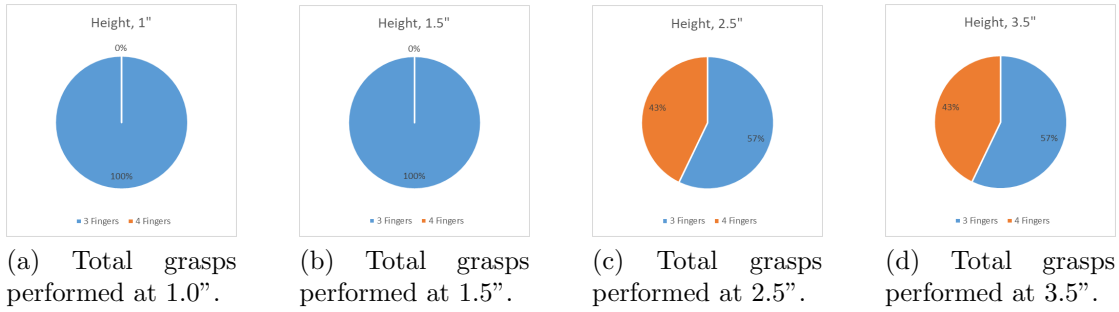 Height, 1"
0%
100%
3 Fingers 4 Fingers
(a) Total grasps
performed at 1.0”.
Height, 1.5"
0%
100%
3 Fingers 4 Fingers
(b) Total grasps
performed at 1.5”.
Height, 2.5"
43%
57%
3 Fingers 4 Fingers
(c) Total grasps
performed at 2.5”.
Height, 3.5"
43%
57%
3 Fingers 4 Fingers
(d) Total grasps
performed at 3.5”.